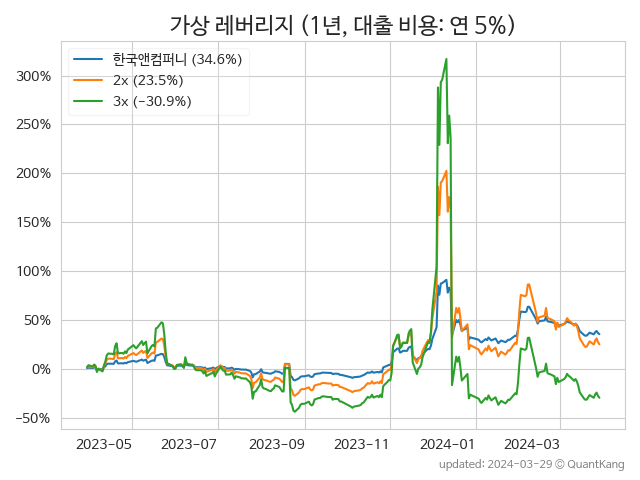 가상 레버리지 (1년, 대출 비용: 연 5%)
한국앤컴퍼니 (34.6%)
2x (23.5%)
3x (-30.9%)
300%
250%
200%
150%
100%
50%
0%
−50%
2023-05 2023-07 2023-09 2023-11 2024-01 2024-03
updated: 2024-03-29 © QuantKang